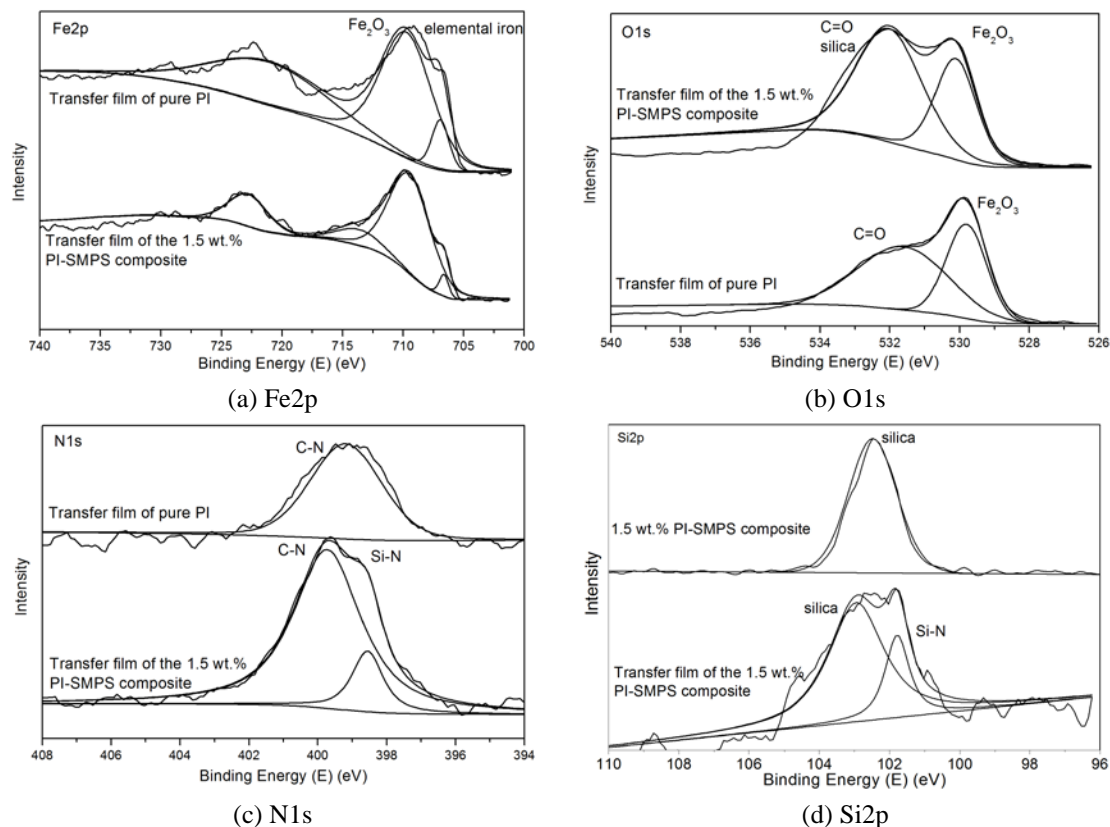 Fe2p
Fe2O3
elemental iron
Transfer film of pure PI
Transfer film of the 1.5 wt.%
PI-SMPS composite
Intensity
740 735 730 725 720 715 710 705 700
Binding Energy (E) (eV)
(a) Fe2p
O1s
C=O
silica
Fe2O3
Transfer film of the 1.5 wt.%
PI-SMPS composite
Fe2O3
C=O
Transfer film of pure PI
Intensity
540 538 536 534 532 530 528 526
Binding Energy (E) (eV)
(b) O1s
N1s
C-N
Transfer film of pure PI
C-N
Si-N
Transfer film of the 1.5 wt.%
PI-SMPS composite
Intensity
408 406 404 402 400 398 396 394
Binding Energy (E) (eV)
(c) N1s
Si2p
silica
1.5 wt.% PI-SMPS composite
silica
Si-N
Transfer film of the 1.5 wt.%
PI-SMPS composite
Intensity
110 108 106 104 102 100 98 96
Binding Energy (E) (eV)
(d) Si2p